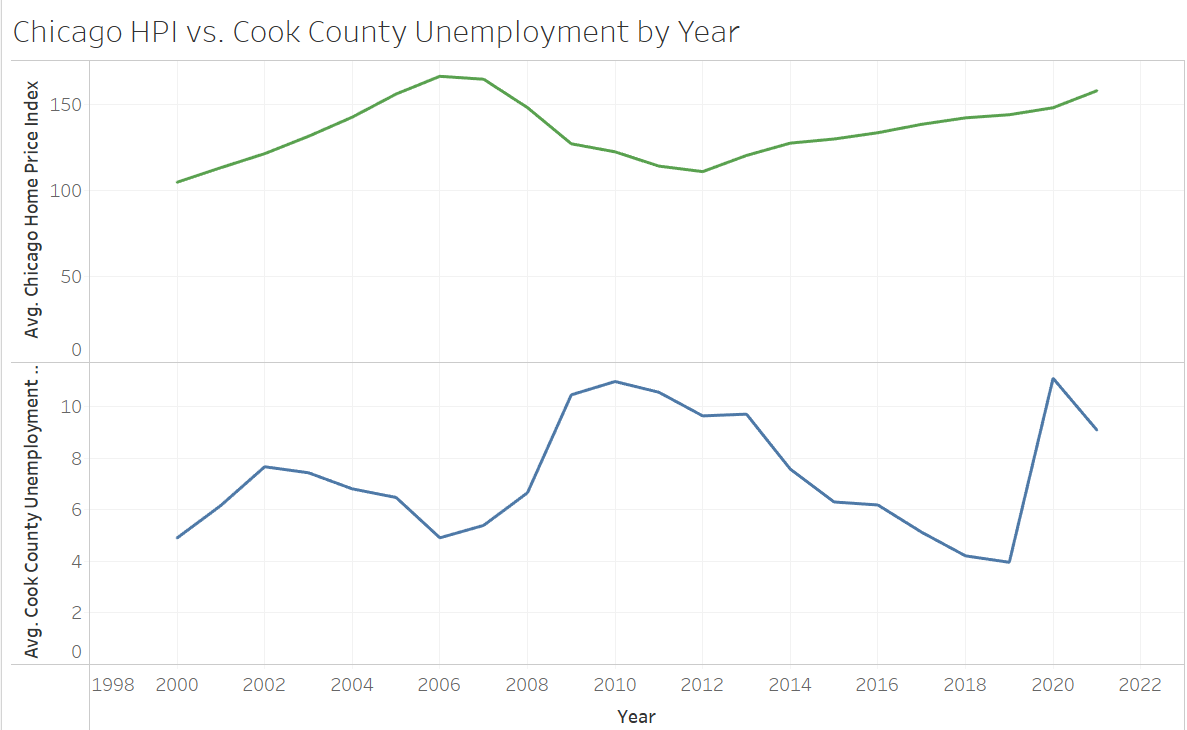 Chicago HPI vs. Cook County Unemployment by Year
Avg. Chicago Home Price Index
150
100
50
0
Avg. Cook County Unemployment ..
10
8
6
4
2
0
1998 2000 2002 2004 2006 2008 2010 2012 2014 2016 2018 2020 2022
Year